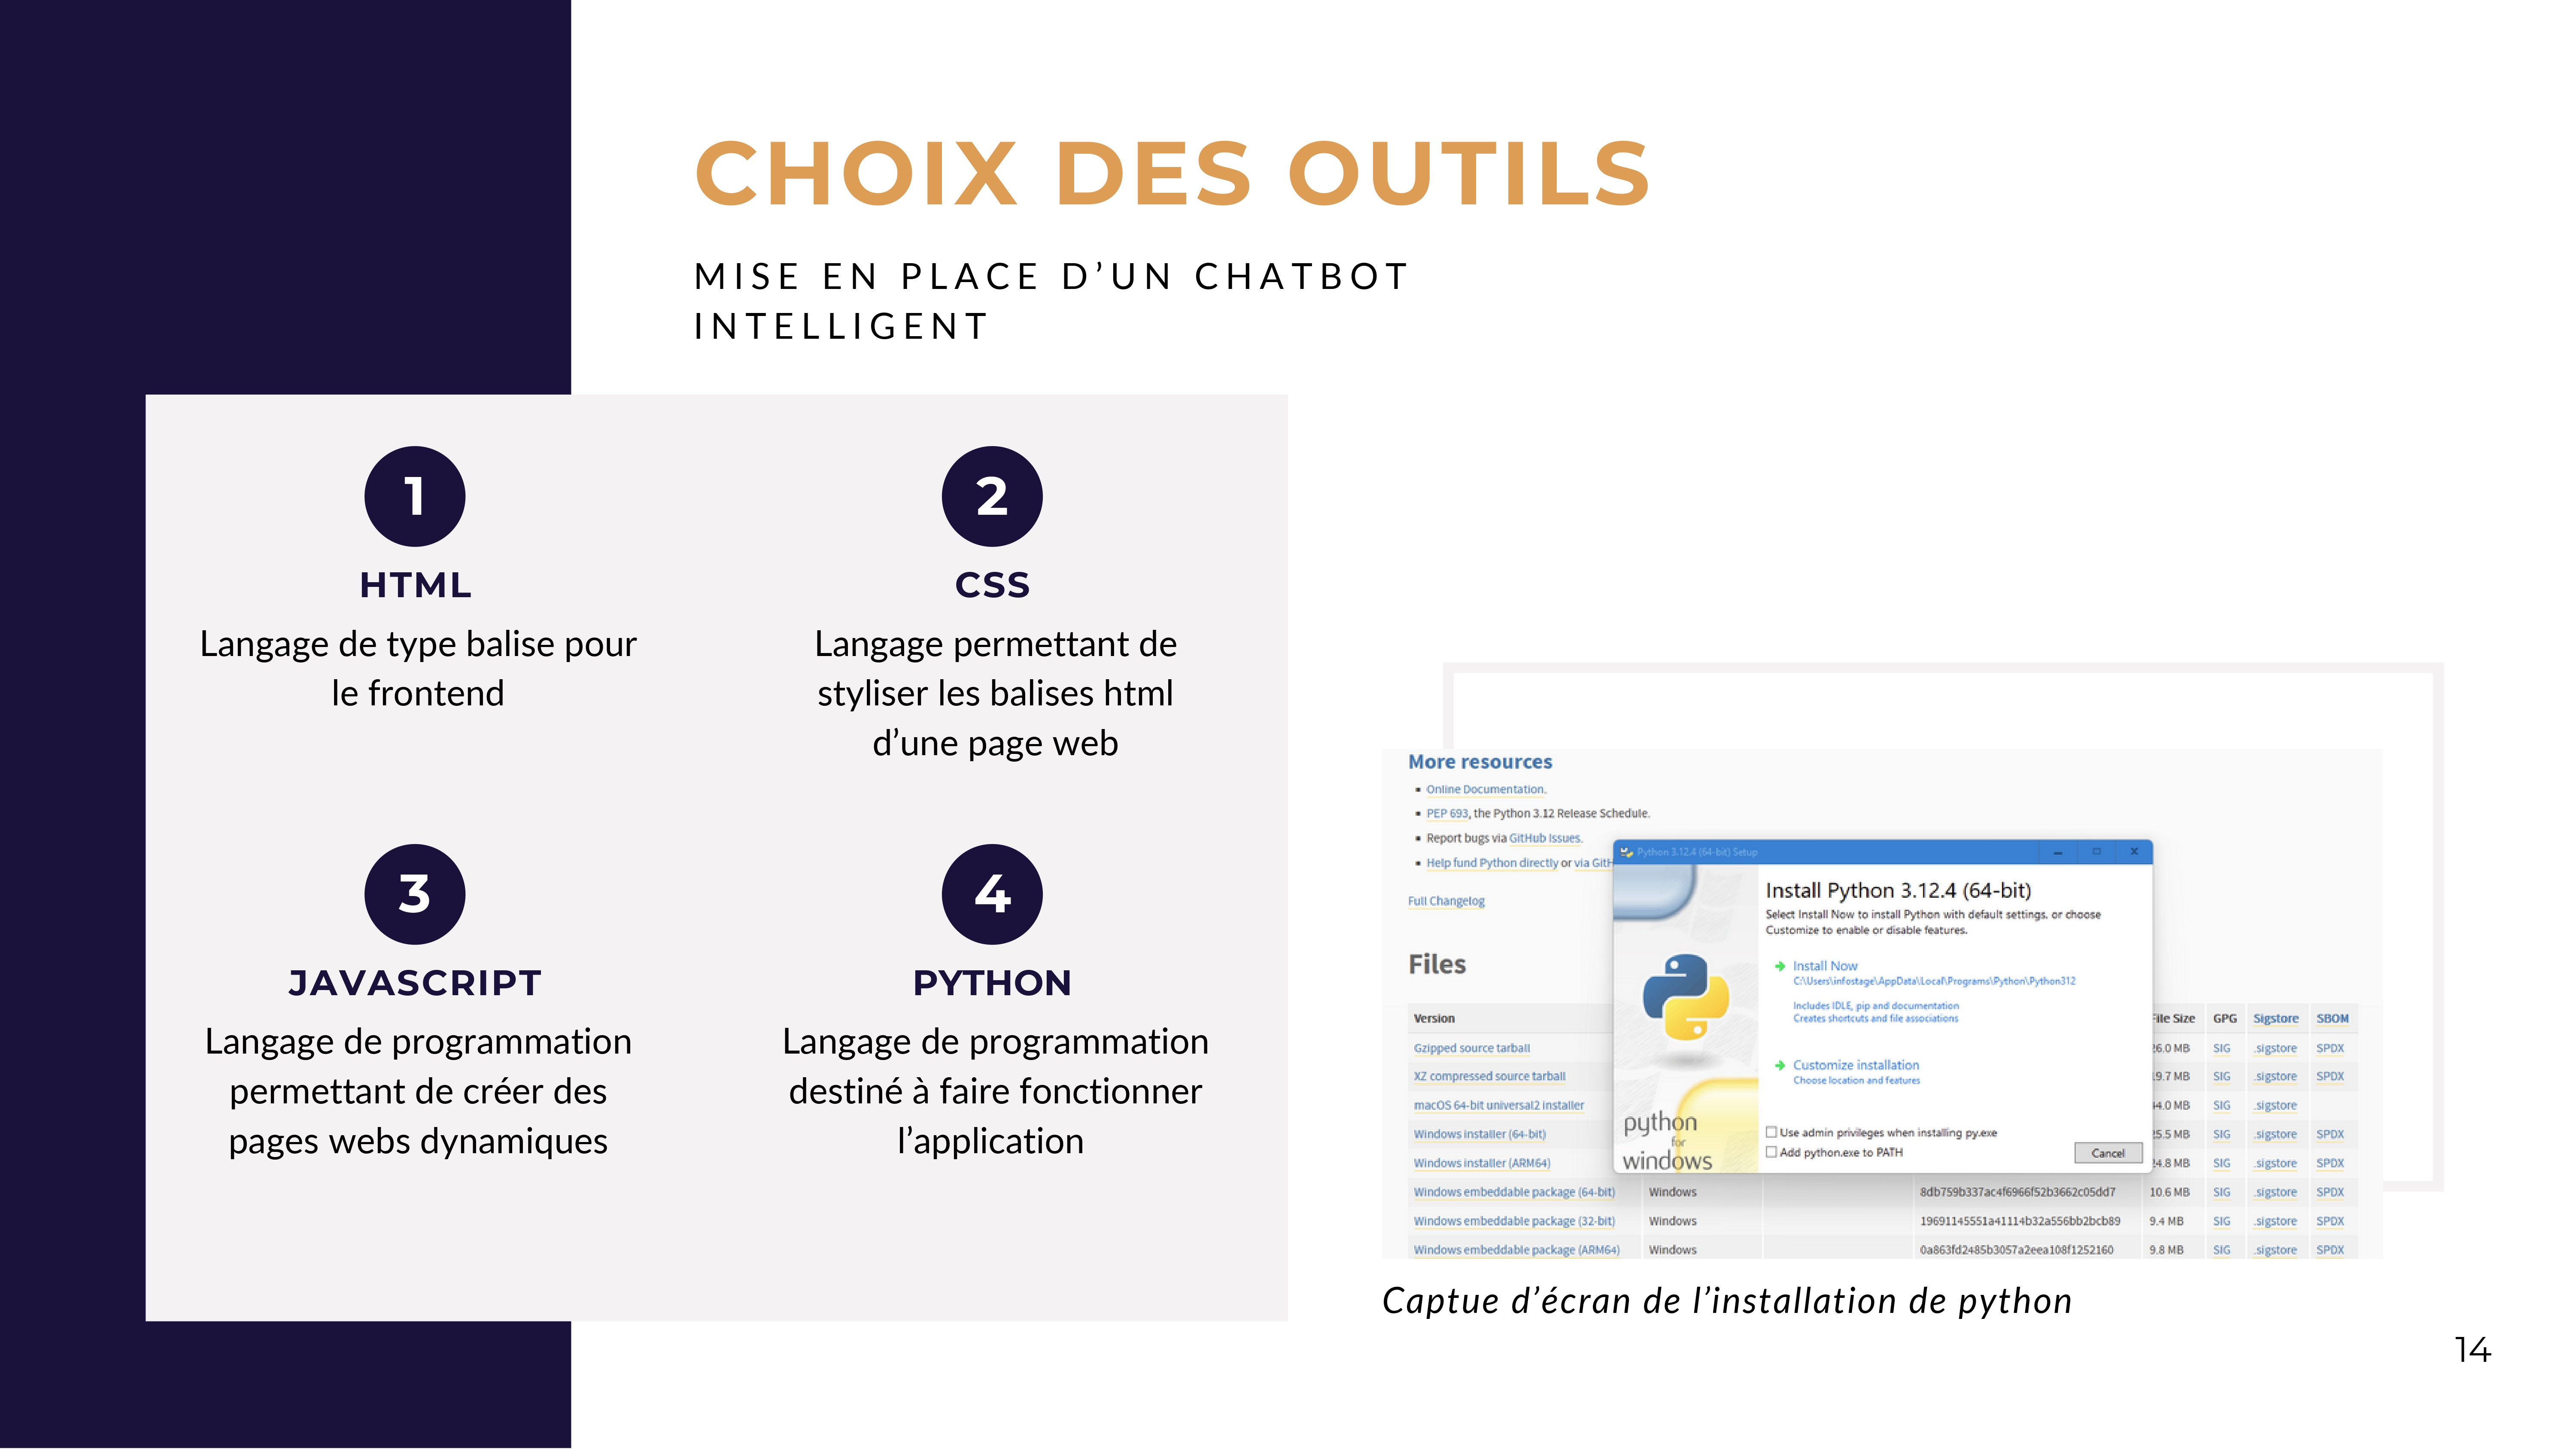 CHOIX DES OUTILS
MISE EN PLACE D’UN CHATBOT
INTELLIGENT
1
HTML
Langage de type balise pour
le frontend
2
CSS
Langage permettant de
styliser les balises html
d’une page web
3
JAVASCRIPT
Langage de programmation
permettant de créer des
pages webs dynamiques
4
PYTHON
Langage de programmation
destiné à faire fonctionner
l’application
More resources
Online Documentation.
PEP 693, the Python 3.12 Release Schedule.
Report bugs via GitHub Issues.
Help fund Python directly or via
Full Changelog
Files
Python 3.12.4 (64-bit) Setup
Install Python 3.12.4 (64-bit)
Select Install Now to install Python with default settings, or choose
Customize to enable or disable features.
Install Now
C:\Users\infostage\AppData\Local\Programs\Python\Python312
Includes IDLE, pip and documentation
Creates shortcuts and file associations
Customize installation
Choose location and features
python
for
windows
Use admin privileges when installing py.exe
Add python.exe to PATH
Cancel
Version File Size GPG Sigstore SBOM
Gzipped source tarball 26.0 MB SIG .sigstore SPDX
XZ compressed source tarball 19.7 MB SIG .sigstore SPDX
macOS 64-bit universal2 installer 44.0 MB SIG .sigstore
Windows installer (64-bit) 25.5 MB SIG .sigstore SPDX
Windows installer (ARM64) 24.8 MB SIG .sigstore SPDX
Windows embeddable package (64-bit) Windows 8db759b337ac4f6966f52b3662c05dd7 10.6 MB SIG .sigstore SPDX
Windows embeddable package (32-bit) Windows 19691145551a41114b32a556bb2bcb89 9.4 MB SIG .sigstore SPDX
Windows embeddable package (ARM64) Windows 0a863fd2485b3057a2eea108f1252160 9.8 MB SIG .sigstore SPDX
Captue d’écran de l’installation de python
14